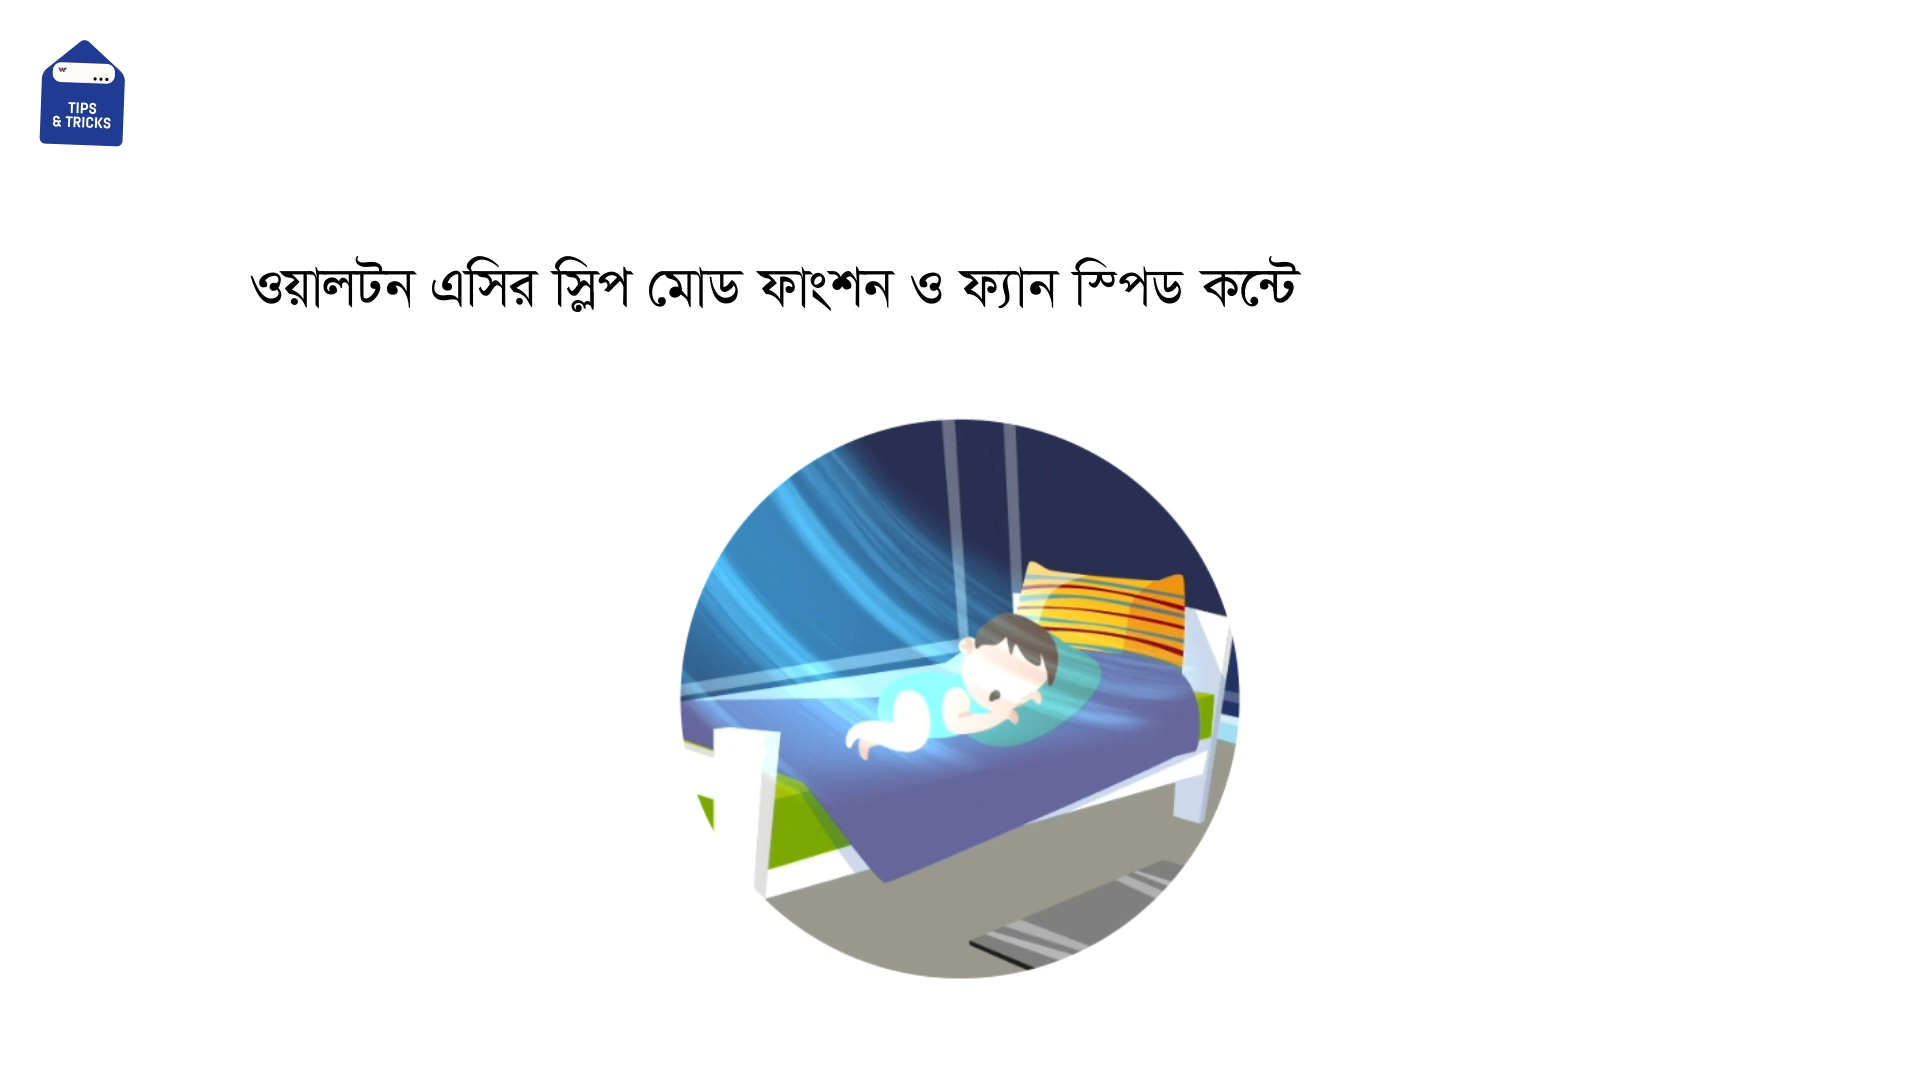 TIPS
& TRICKS
ওয়ালটন এসির স্লিপ মোড ফাংশন ও ফ্যান স্পিড কন্টে